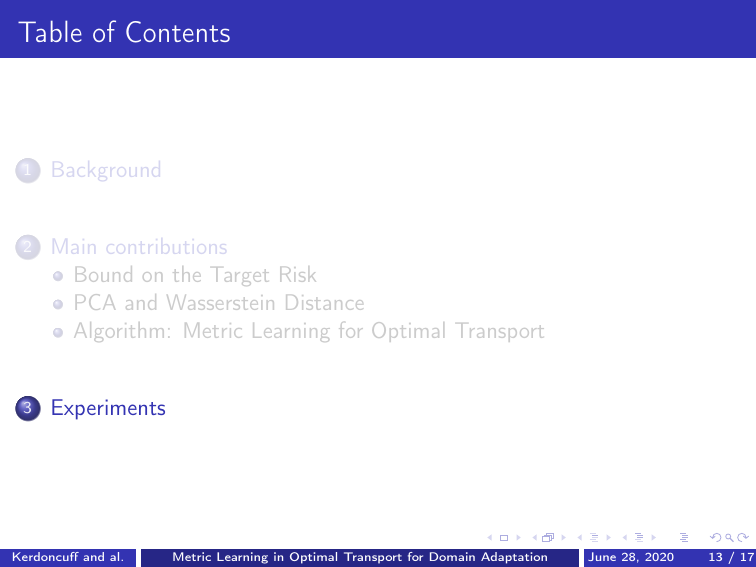 Table of Contents
1 Background
2 Main contributions
Bound on the Target Risk
PCA and Wasserstein Distance
Algorithm: Metric Learning for Optimal Transport
3 Experiments
Kerdoncuff and al. Metric Learning in Optimal Transport for Domain Adaptation June 28, 2020 13 / 17